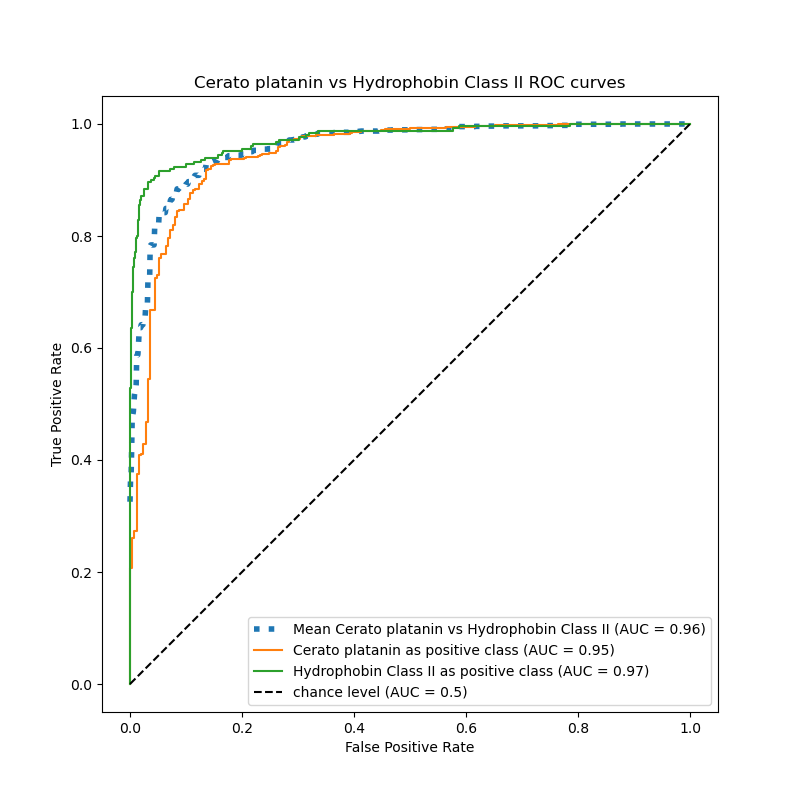 Cerato platanin vs Hydrophobin Class II ROC curves
1.0
0.8
0.6
0.4
0.2
0.0
True Positive Rate
Mean Cerato platanin vs Hydrophobin Class II (AUC = 0.96)
Cerato platanin as positive class (AUC = 0.95)
Hydrophobin Class II as positive class (AUC = 0.97)
chance level (AUC = 0.5)
0.0 0.2 0.4 0.6 0.8 1.0
False Positive Rate